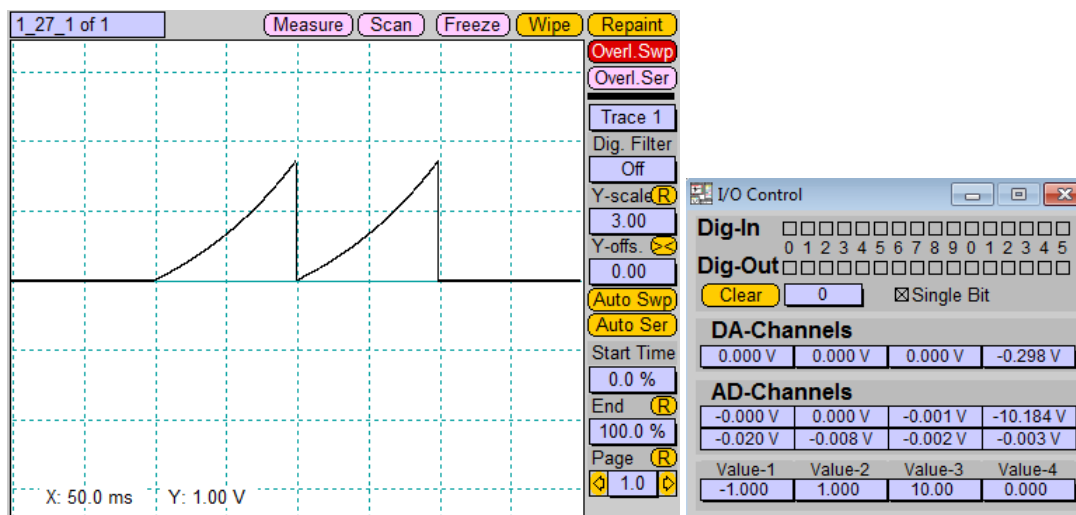 1_27_1 of 1
Measure Scan Freeze Wipe Repaint
Overl.Swp
Overl.Ser
Trace 1
Dig. Filter
Off
Y-scale R
3.00
Y-offs. ><
0.00
Auto Swp
Auto Ser
Start Time
0.0 %
End R
100.0 %
Page R
1.0
X: 50.0 ms Y: 1.00 V
I/O Control
Dig-In
0 1 2 3 4 5 6 7 8 9 0 1 2 3 4 5
Dig-Out
Clear 0 Single Bit
DA-Channels
0.000 V 0.000 V 0.000 V -0.298 V
AD-Channels
-0.000 V 0.000 V -0.001 V -10.184 V
-0.020 V -0.008 V -0.002 V -0.003 V
Value-1 Value-2 Value-3 Value-4
-1.000 1.000 10.00 0.000